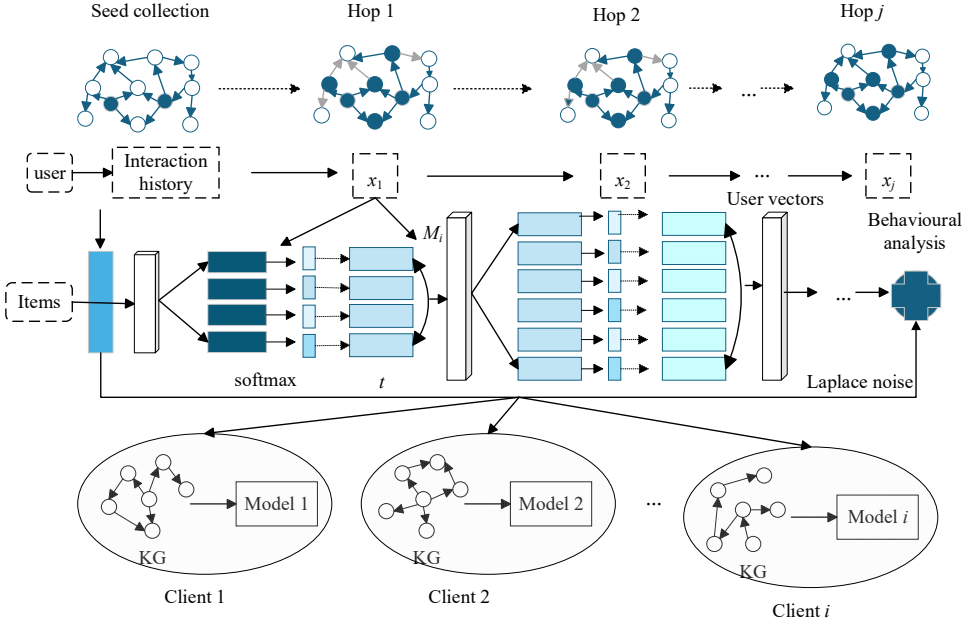 Seed collection
Hop 1
Hop 2
Hop j
...
user
Interaction
history
x1
x2
...
xj
User vectors
Behavioural
analysis
Mi
Items
...
softmax
t
Laplace noise
Model 1
KG
Client 1
Model 2
KG
Client 2
...
Model i
KG
Client i